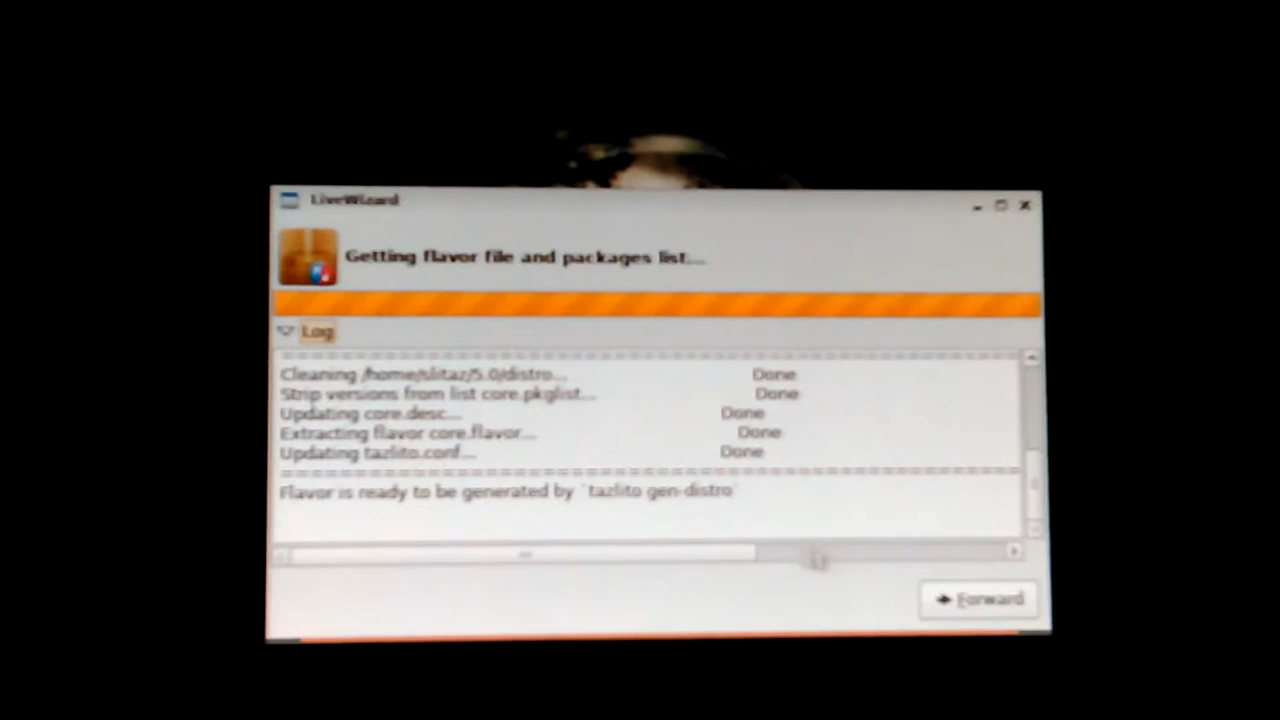 LiveWizard
Getting flavor file and packages list...
Log
================================================================================
Cleaning /home/slitaz/5.0/distro... Done
Strip versions from list core.pkglist... Done
Updating core.desc... Done
Extracting flavor core.flavor... Done
Updating tazlito.conf... Done
================================================================================
Flavor is ready to be generated by `tazlito gen-distro`
Forward